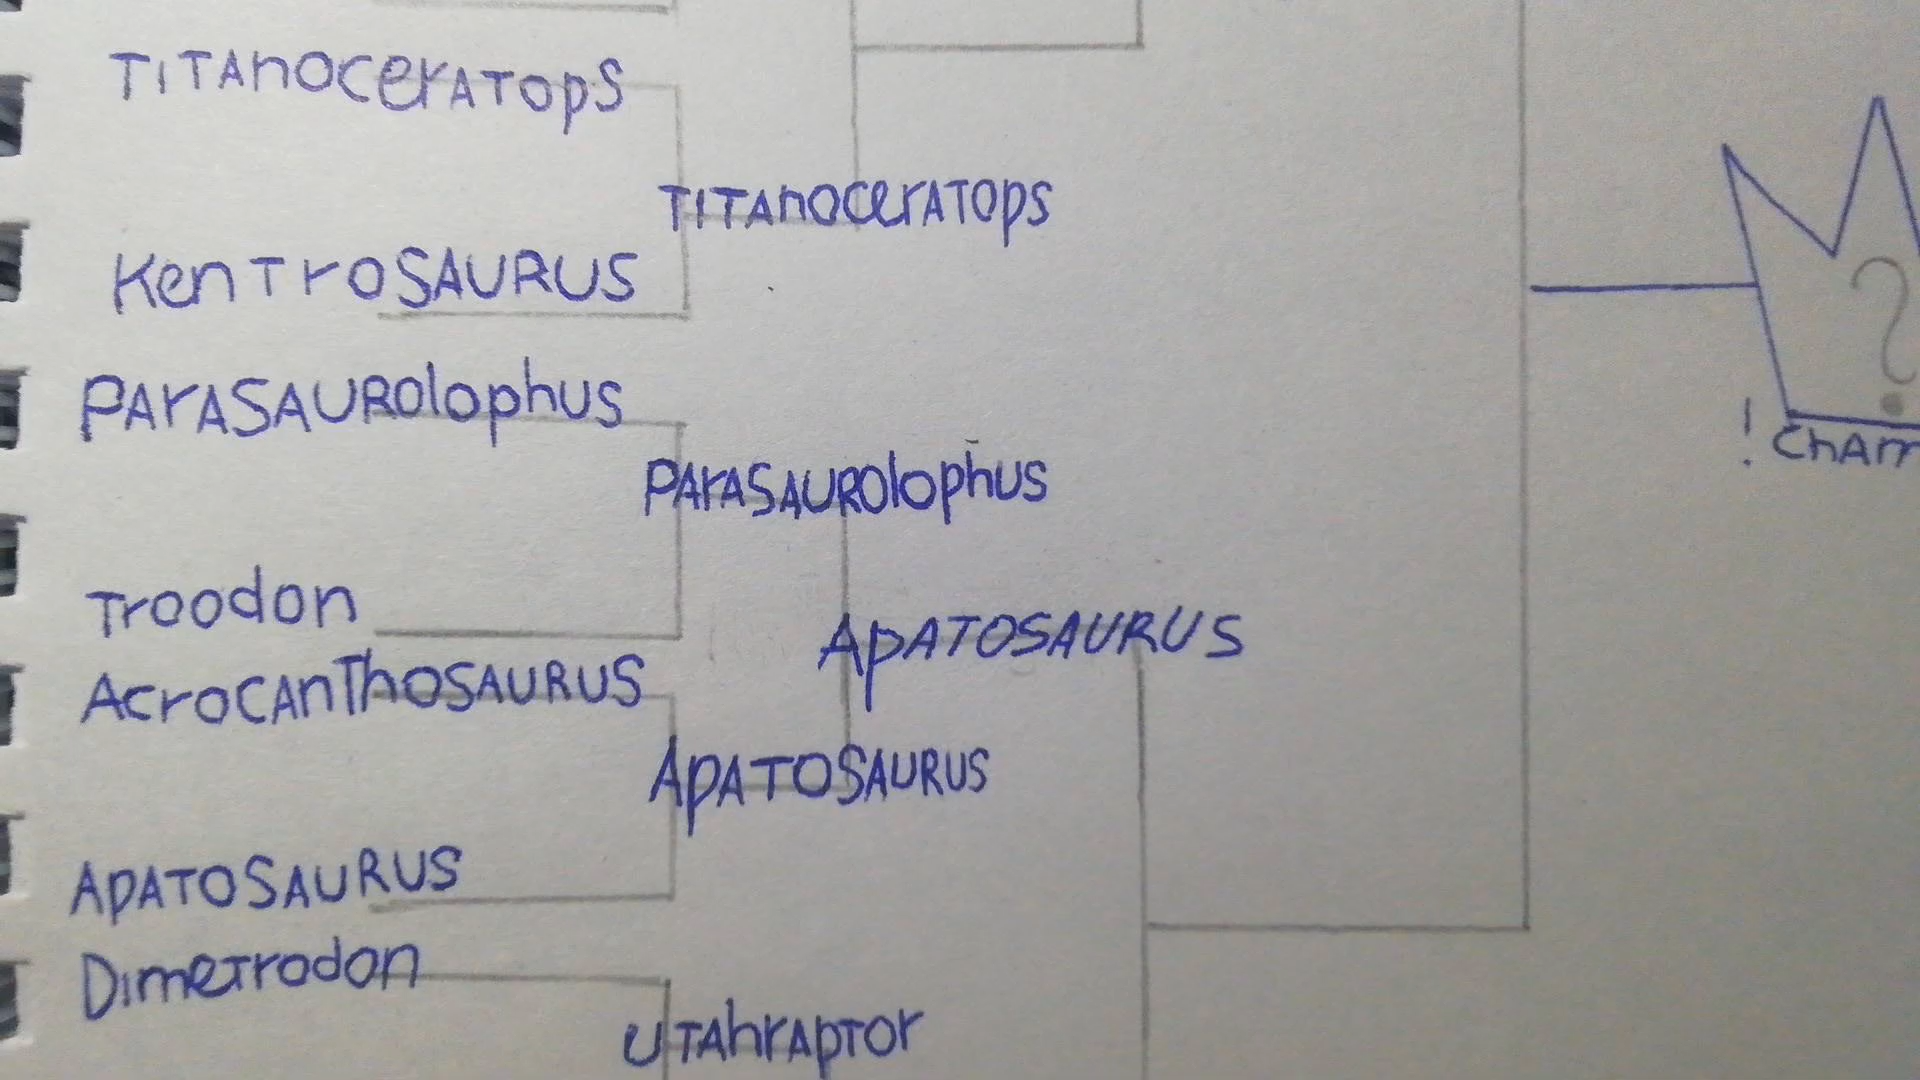 TITAnoCerATopS
TITAnoCerATops
KenTroSAURUS
PArASAURolophus
PArASAURolophus
Troodon
ApATOSAURUS
AcroCAnThoSAURUS
ApATOSAURUS
ApATOSAURUS
DimeTrodon
UTAhrApTor
?
! ChAm